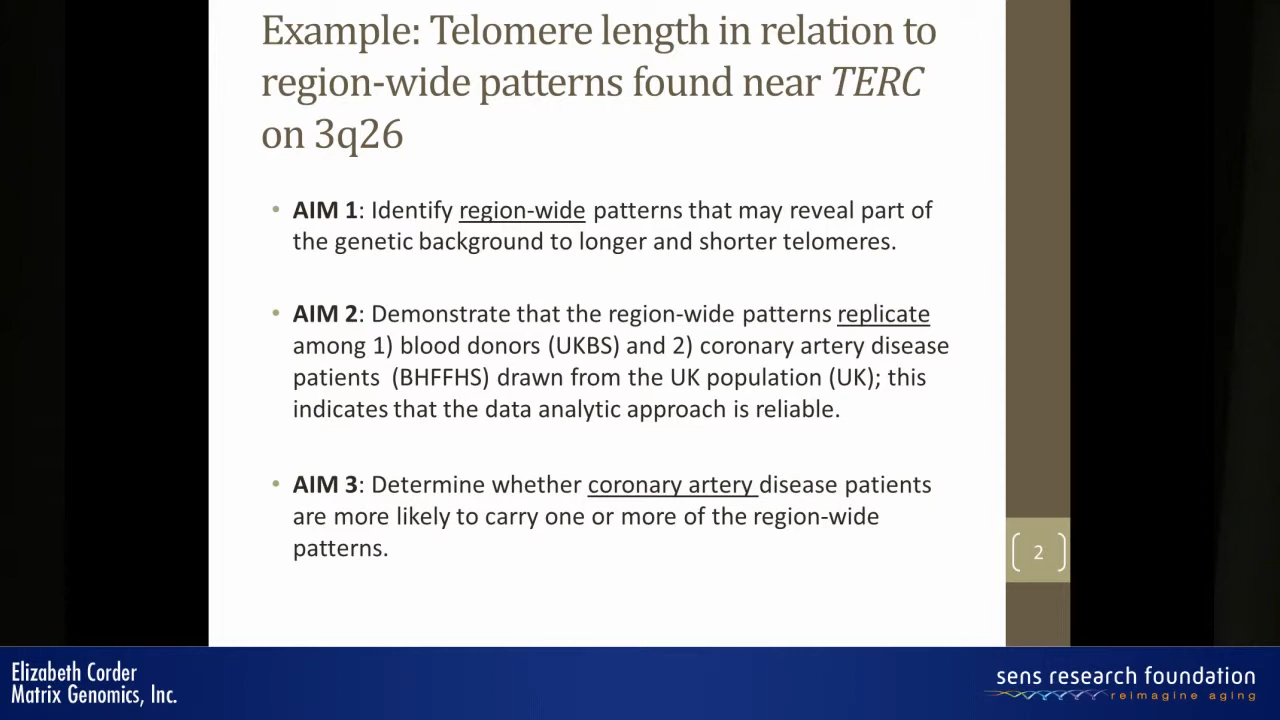 Example: Telomere length in relation to
region-wide patterns found near TERC
on 3q26
• AIM 1: Identify region-wide patterns that may reveal part of
the genetic background to longer and shorter telomeres.
• AIM 2: Demonstrate that the region-wide patterns replicate
among 1) blood donors (UKBS) and 2) coronary artery disease
patients (BHFFHS) drawn from the UK population (UK); this
indicates that the data analytic approach is reliable.
• AIM 3: Determine whether coronary artery disease patients
are more likely to carry one or more of the region-wide
patterns.
2
Elizabeth Corder
Matrix Genomics, Inc.
sens research foundation
reimagine aging